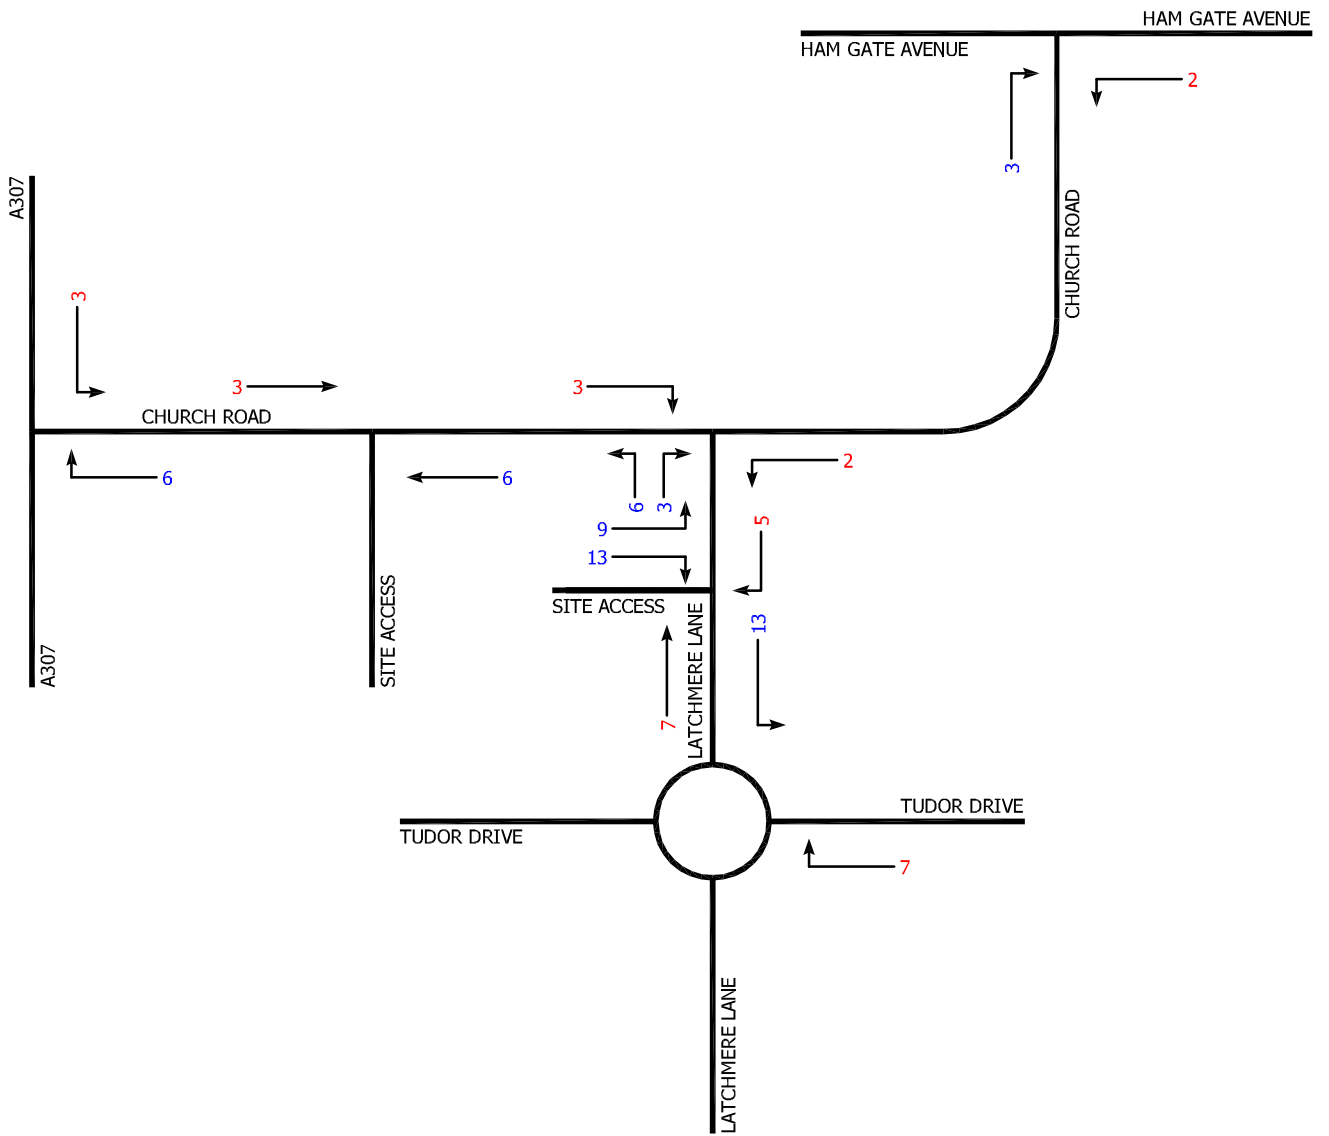 HAM GATE AVENUE
HAM GATE AVENUE
2
3
A307
CHURCH ROAD
3
3
3
CHURCH ROAD
6
6
6
3
2
9
5
13
SITE ACCESS
SITE ACCESS
13
A307
LATCHMERE LANE
7
TUDOR DRIVE
TUDOR DRIVE
7
LATCHMERE LANE